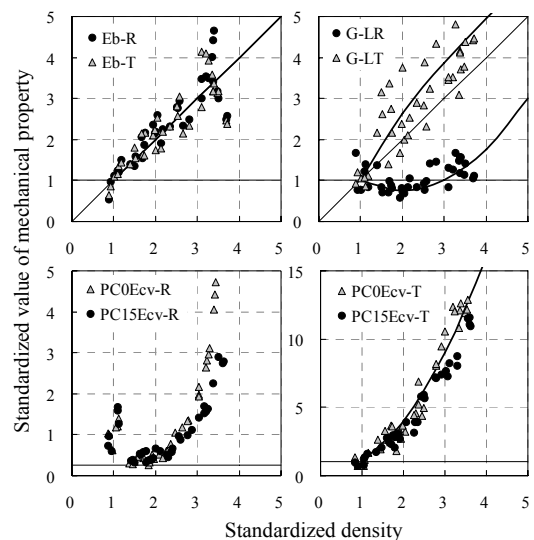 Standardized value of mechanical property
5
4
3
2
1
0
Eb-R
Eb-T
0 1 2 3 4 5
5
4
3
2
1
0
G-LR
G-LT
0 1 2 3 4 5
5
4
3
2
1
0
PC0Ecv-R
PC15Ecv-R
0 1 2 3 4 5
15
10
5
0
PC0Ecv-T
PC15Ecv-T
0 1 2 3 4 5
Standardized density